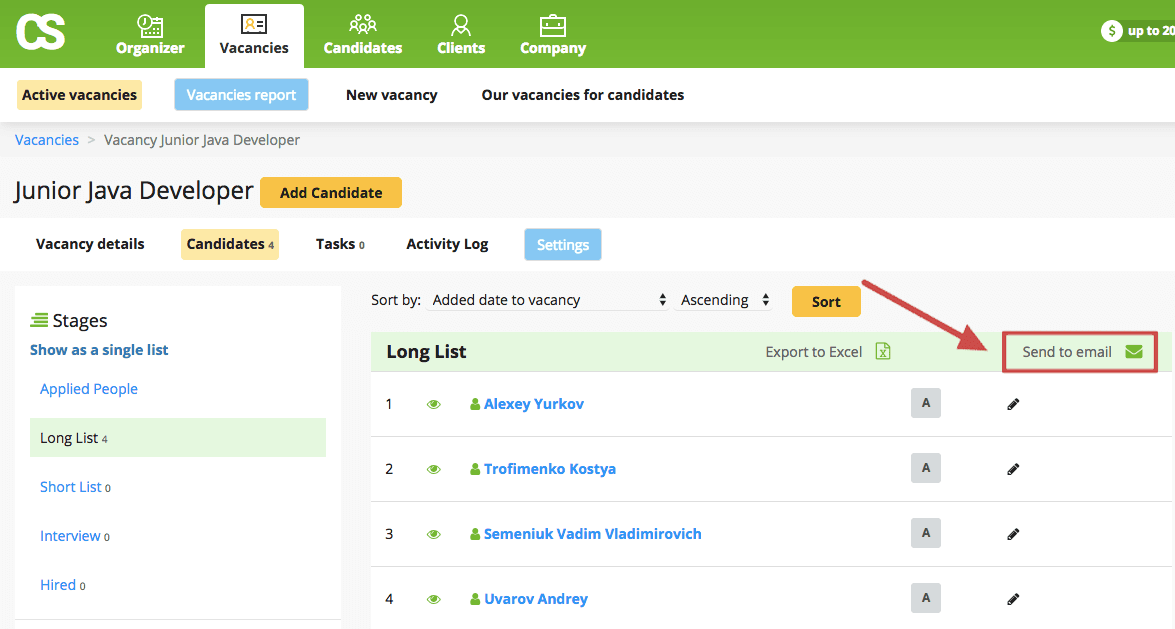 CS
Organizer
Vacancies
Candidates
Clients
Company
$ up to 20
Active vacancies
Vacancies report
New vacancy
Our vacancies for candidates
Vacancies > Vacancy Junior Java Developer
Junior Java Developer
Add Candidate
Vacancy details
Candidates 4
Tasks 0
Activity Log
Settings
Stages
Show as a single list
Applied People
Long List 4
Short List 0
Interview 0
Hired 0
Sort by: Added date to vacancy Ascending Sort
Long List Export to Excel Send to email
1 Alexey Yurkov A
2 Trofimenko Kostya A
3 Semeniuk Vadim Vladimirovich A
4 Uvarov Andrey A